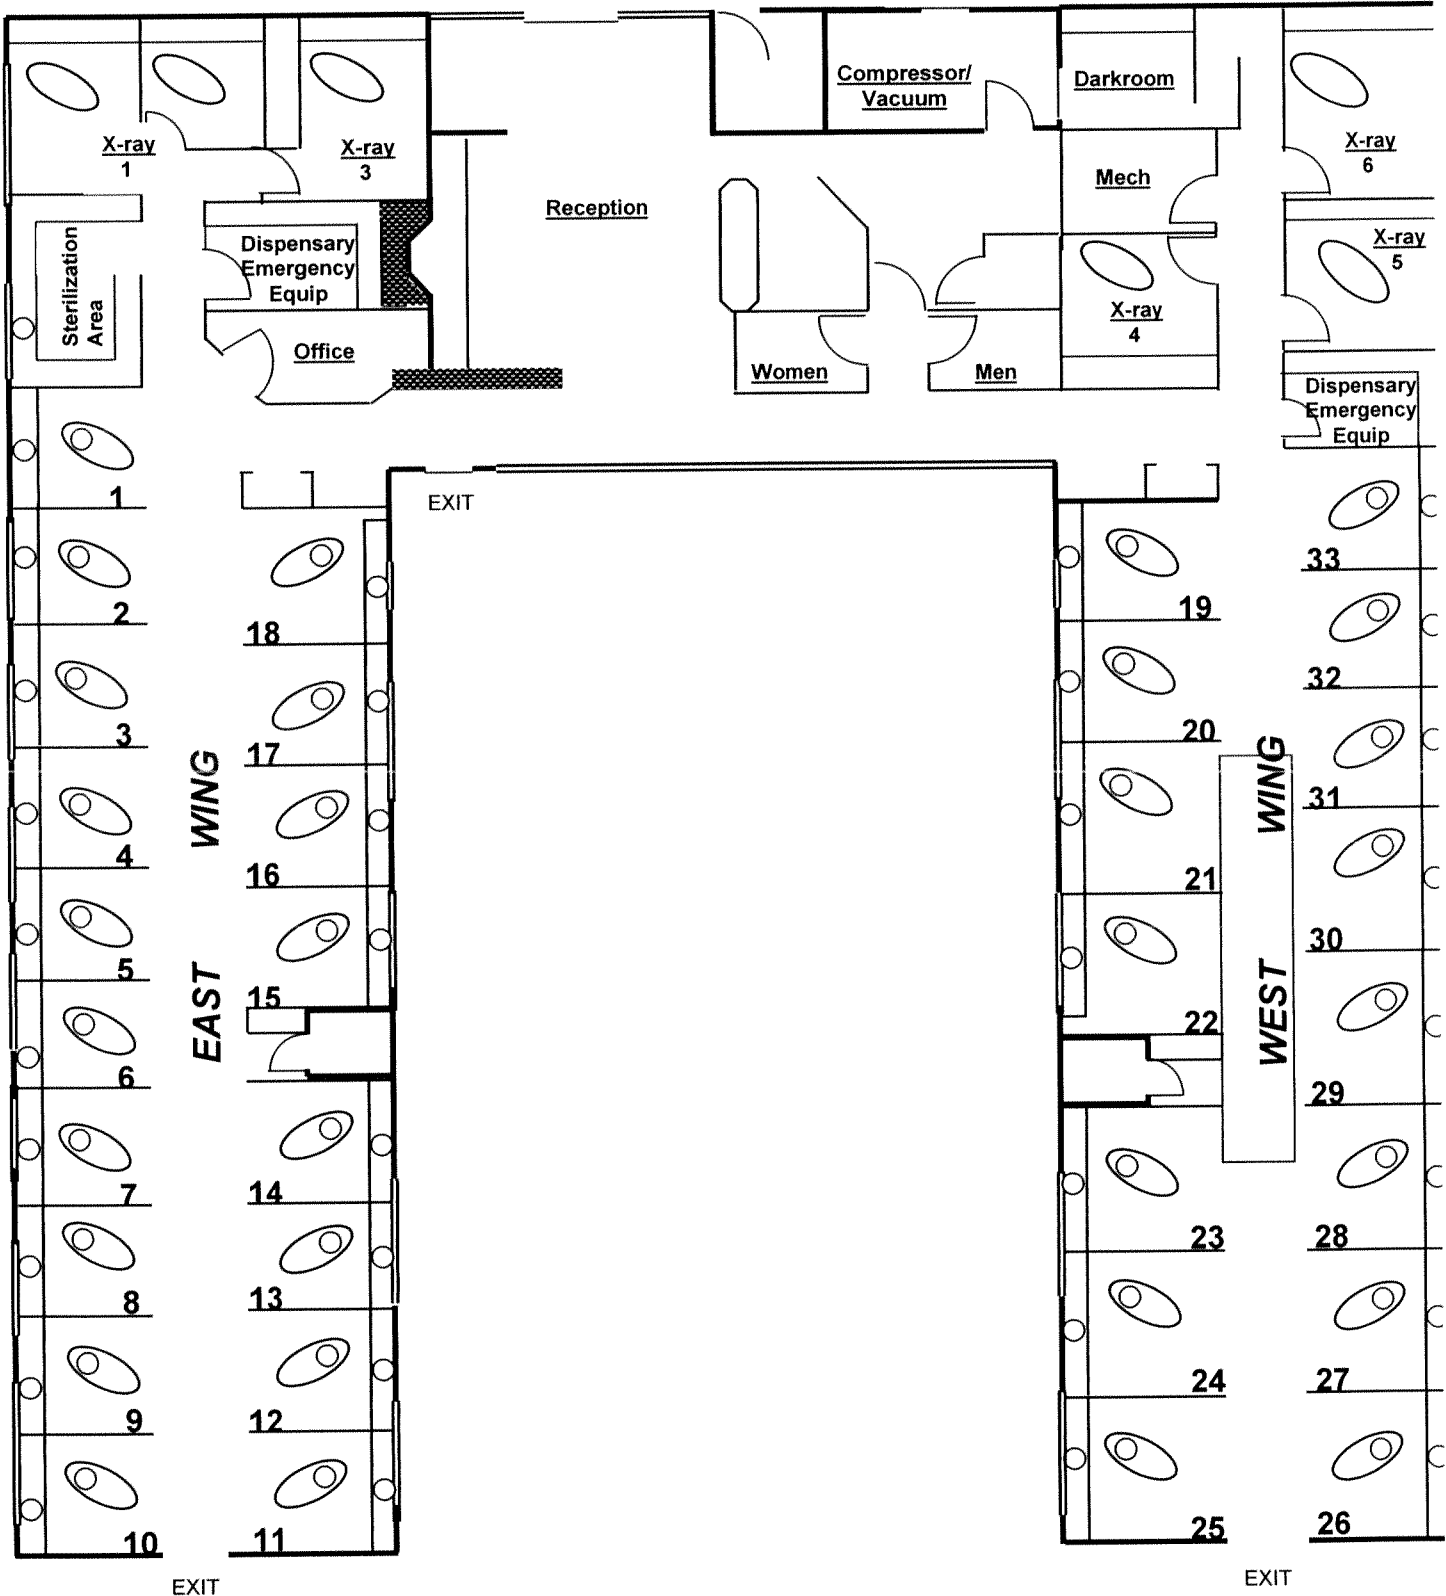 Compressor/
Vacuum
Darkroom
X-ray
1
X-ray
3
X-ray
6
Mech
Reception
Sterilization
Area
Dispensary
Emergency
Equip
X-ray
5
X-ray
4
Office
Women
Men
Dispensary
Emergency
Equip
EXIT
1
2
3
4
5
6
7
8
9
10
EAST WING
18
17
16
15
14
13
12
11
EXIT
19
20
21
22
23
24
25
WEST WING
33
32
31
30
29
28
27
26
EXIT